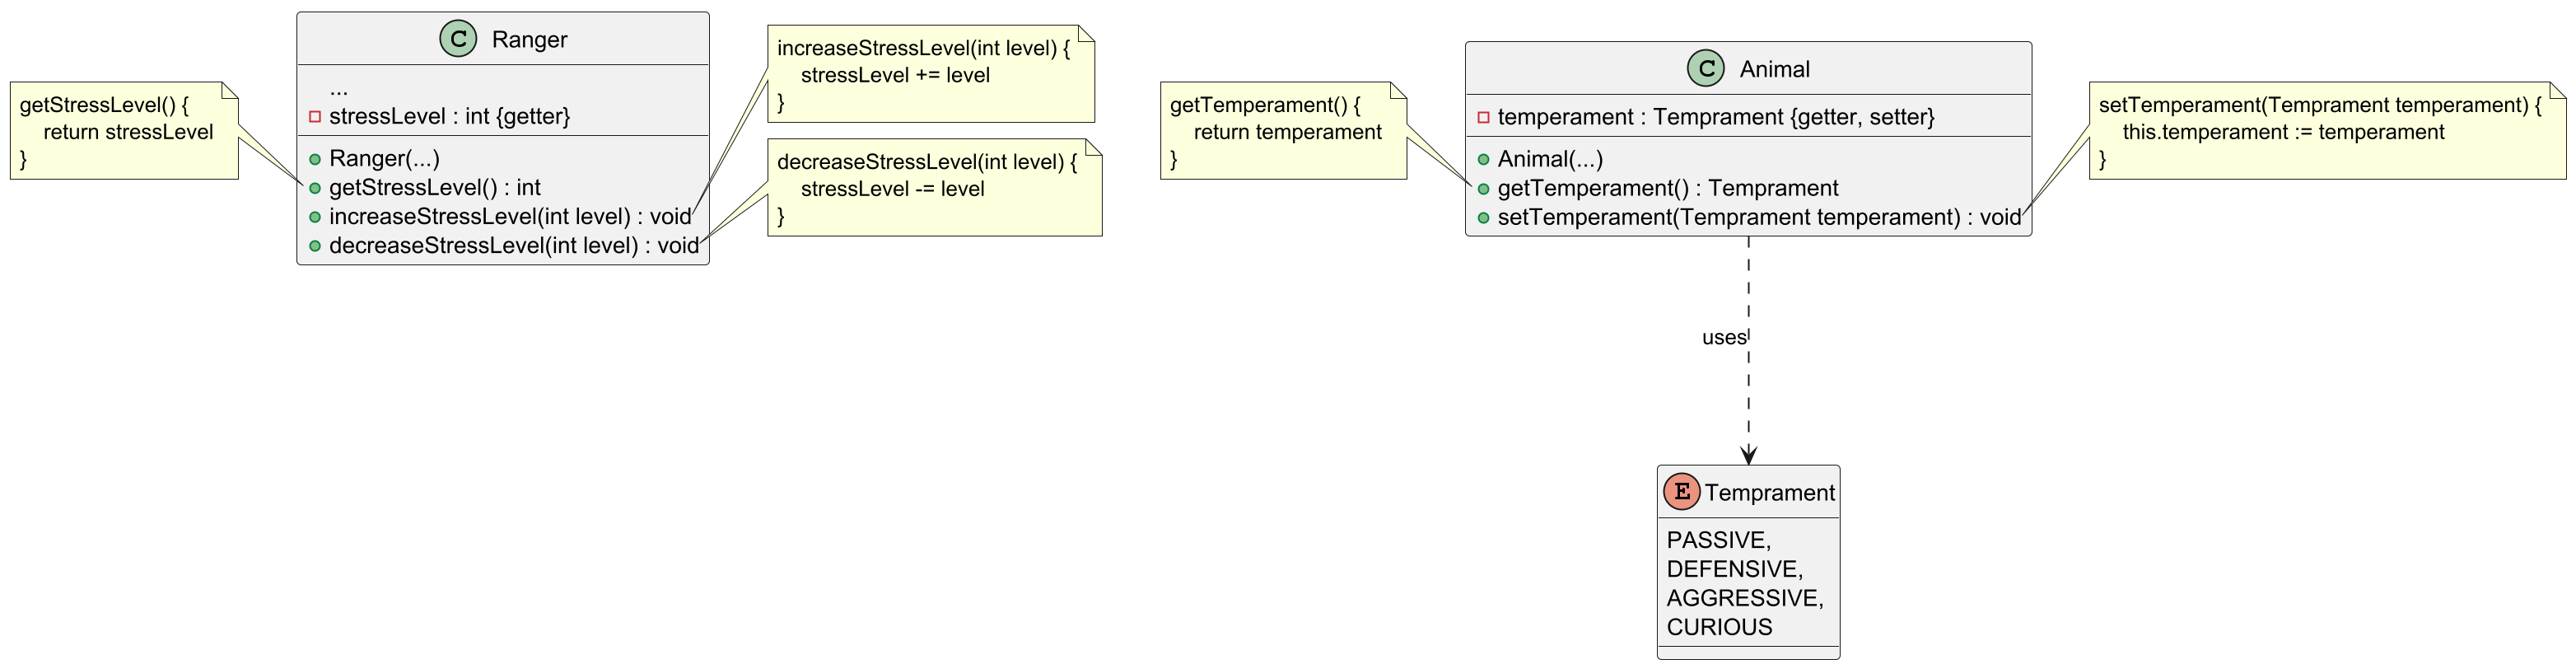 getStressLevel() {
return stressLevel
}
C Ranger
...
stressLevel : int {getter}
Ranger(...)
getStressLevel() : int
increaseStressLevel(int level) : void
decreaseStressLevel(int level) : void
increaseStressLevel(int level) {
stressLevel += level
}
decreaseStressLevel(int level) {
stressLevel -= level
}
getTemperament() {
return temperament
}
C Animal
temperament : Temprament {getter, setter}
Animal(...)
getTemperament() : Temprament
setTemperament(Temprament temperament) : void
setTemperament(Temprament temperament) {
this.temperament := temperament
}
uses
E Temprament
PASSIVE,
DEFENSIVE,
AGGRESSIVE,
CURIOUS